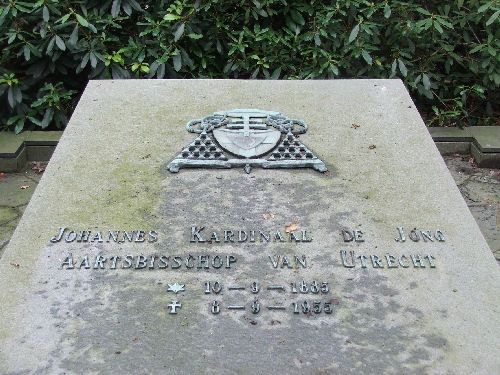 Johannes Kardinaal de Jong
Aartsbisschop van Utrecht
10–9–1885
8–9–1955